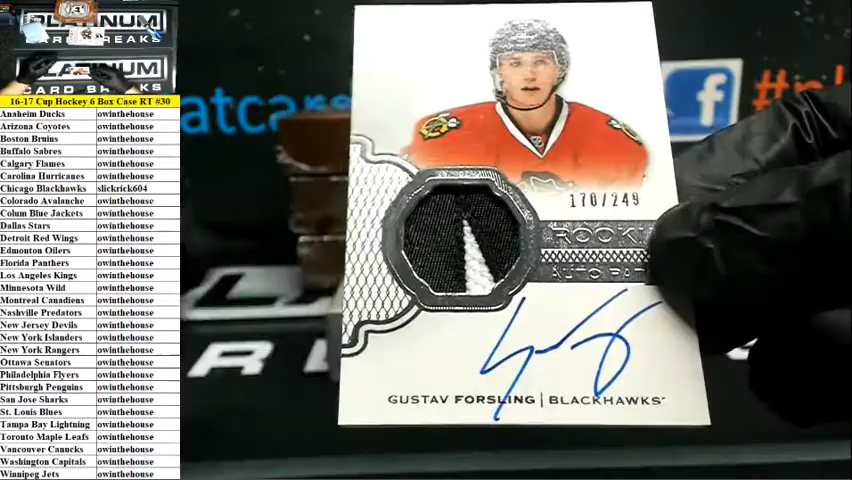 PLATINUM
CARD BREAKS
PLATINUM
CARD BREAKS
16-17 Cup Hockey 6 Box Case RT #30
Anaheim Ducks owinthehouse
Arizona Coyotes owinthehouse
Boston Bruins owinthehouse
Buffalo Sabres owinthehouse
Calgary Flames owinthehouse
Carolina Hurricanes owinthehouse
Chicago Blackhawks slickrick604
Colorado Avalanche owinthehouse
Colum Blue Jackets owinthehouse
Dallas Stars owinthehouse
Detroit Red Wings owinthehouse
Edmonton Oilers owinthehouse
Florida Panthers owinthehouse
Los Angeles Kings owinthehouse
Minnesota Wild owinthehouse
Montreal Canadiens owinthehouse
Nashville Predators owinthehouse
New Jersey Devils owinthehouse
New York Islanders owinthehouse
New York Rangers owinthehouse
Ottawa Senators owinthehouse
Philadelphia Flyers owinthehouse
Pittsburgh Penguins owinthehouse
San Jose Sharks owinthehouse
St. Louis Blues owinthehouse
Tampa Bay Lightning owinthehouse
Toronto Maple Leafs owinthehouse
Vancouver Canucks owinthehouse
Washington Capitals owinthehouse
Winnipeg Jets owinthehouse
atcar
f
#p
170/249
ROOKI
AUTO PAT
GUSTAV FORSLING | BLACKHAWKS